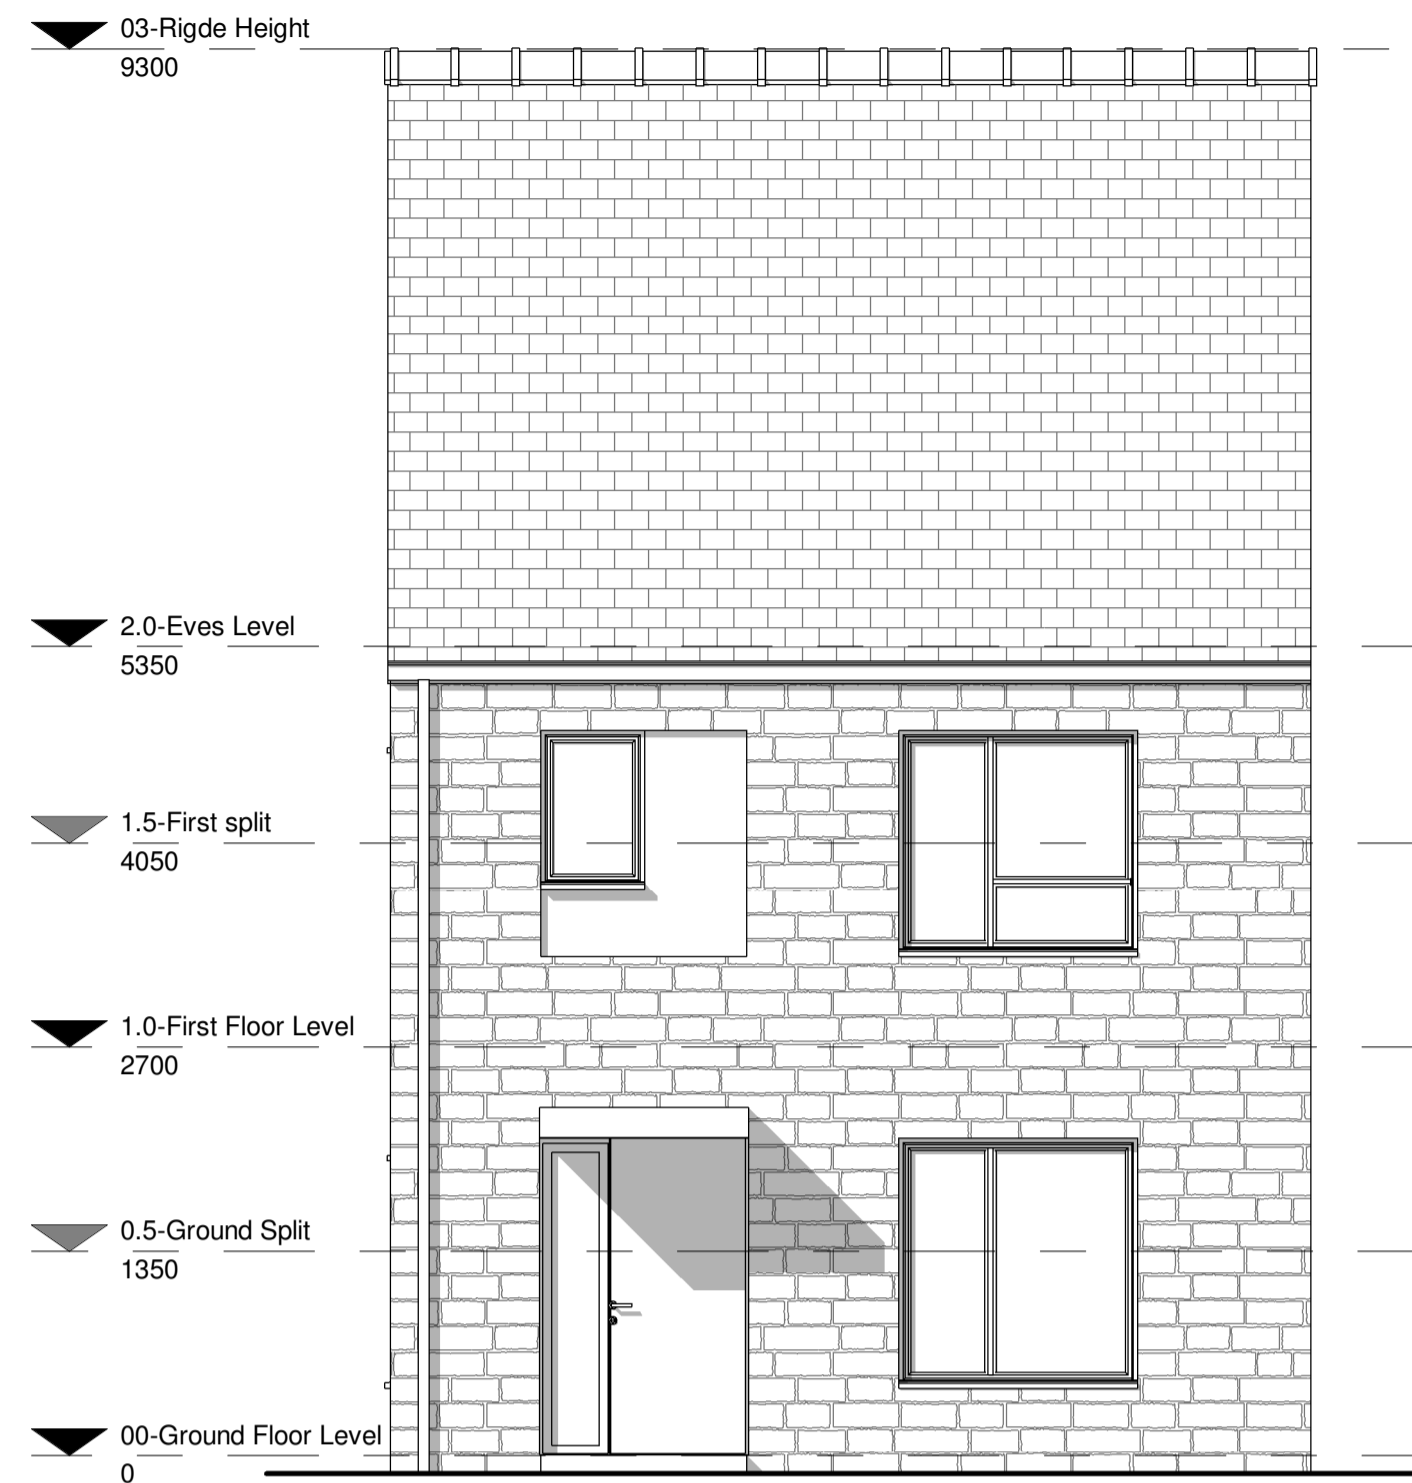 03-Rigde Height
9300
2.0-Eves Level
5350
1.5-First split
4050
1.0-First Floor Level
2700
0.5-Ground Split
1350
00-Ground Floor Level
0